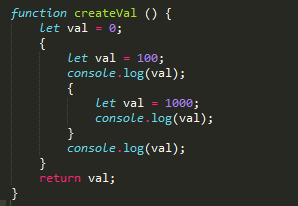 function createVal () {
let val = 0;
{
let val = 100;
console.log(val);
{
let val = 1000;
console.log(val);
}
console.log(val);
}
return val;
}